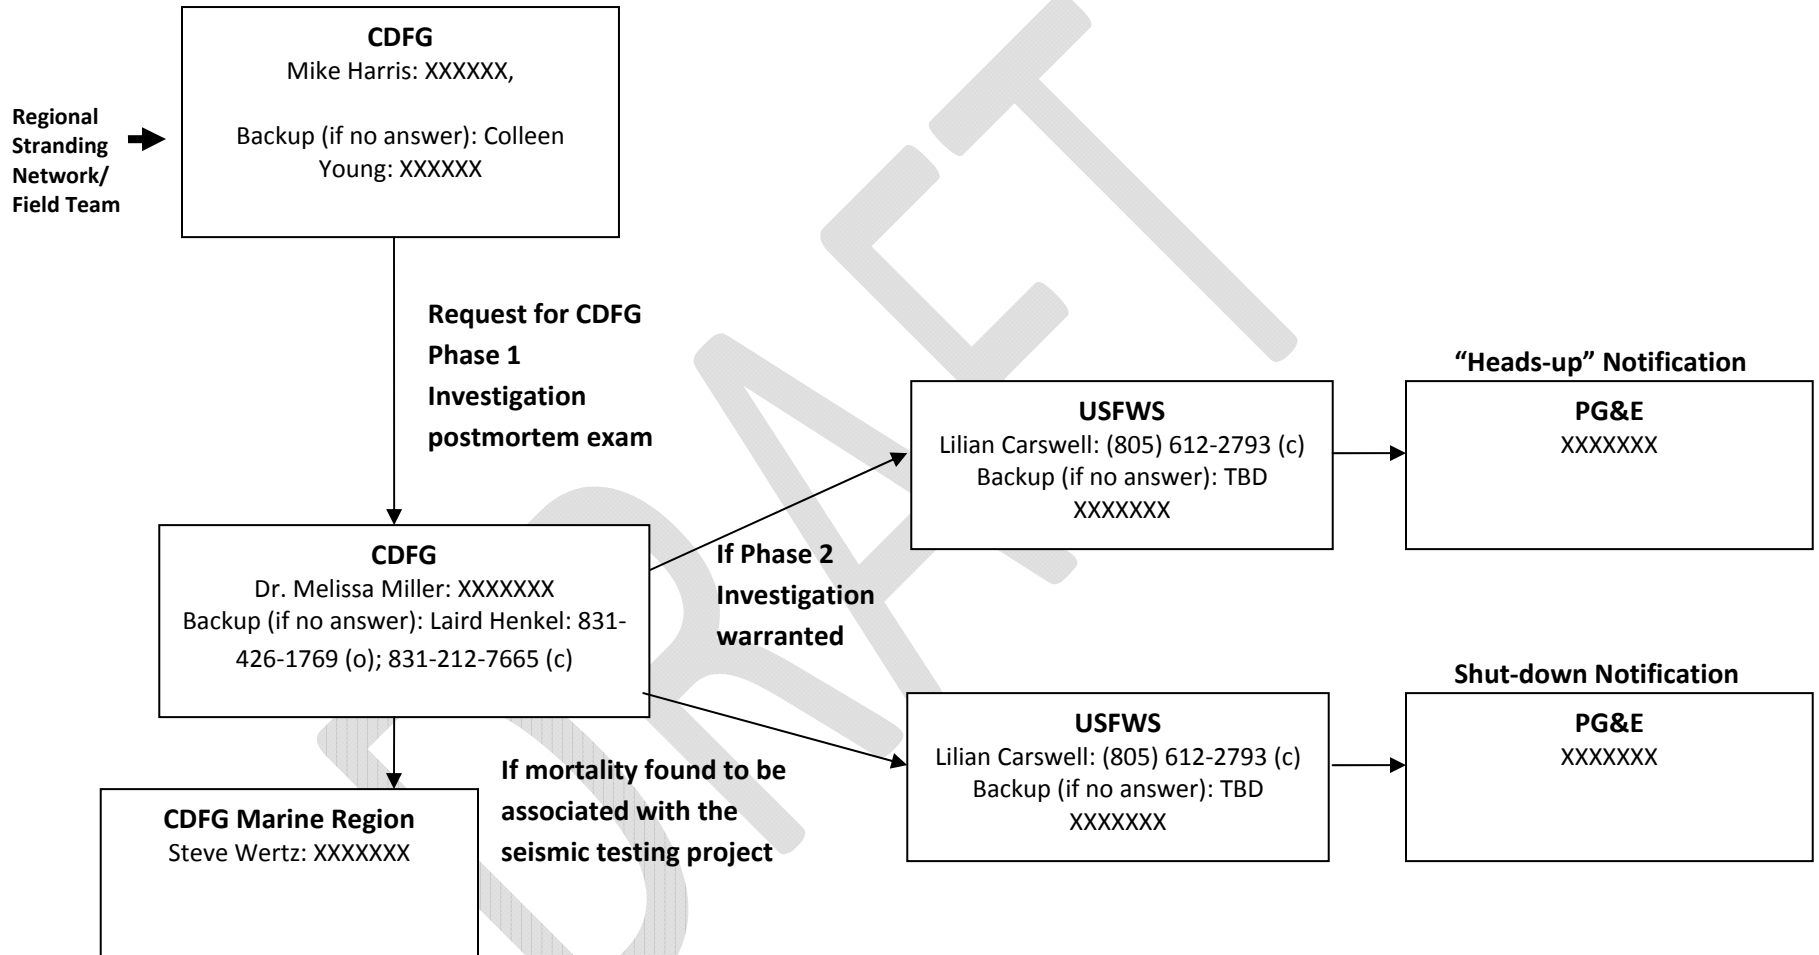 CDFG
Mike Harris: XXXXXX,
Backup (if no answer): Colleen
Young: XXXXXX
Regional
Stranding
Network/
Field Team
Request for CDFG
Phase 1
Investigation
postmortem exam
CDFG
Dr. Melissa Miller: XXXXXXX
Backup (if no answer): Laird Henkel: 831-
426-1769 (o); 831-212-7665 (c)
If Phase 2
Investigation
warranted
USFWS
Lilian Carswell: (805) 612-2793 (c)
Backup (if no answer): TBD
XXXXXXX
“Heads-up” Notification
PG&E
XXXXXXX
If mortality found to be
associated with the
seismic testing project
USFWS
Lilian Carswell: (805) 612-2793 (c)
Backup (if no answer): TBD
XXXXXXX
Shut-down Notification
PG&E
XXXXXXX
CDFG Marine Region
Steve Wertz: XXXXXXX
DRAFT